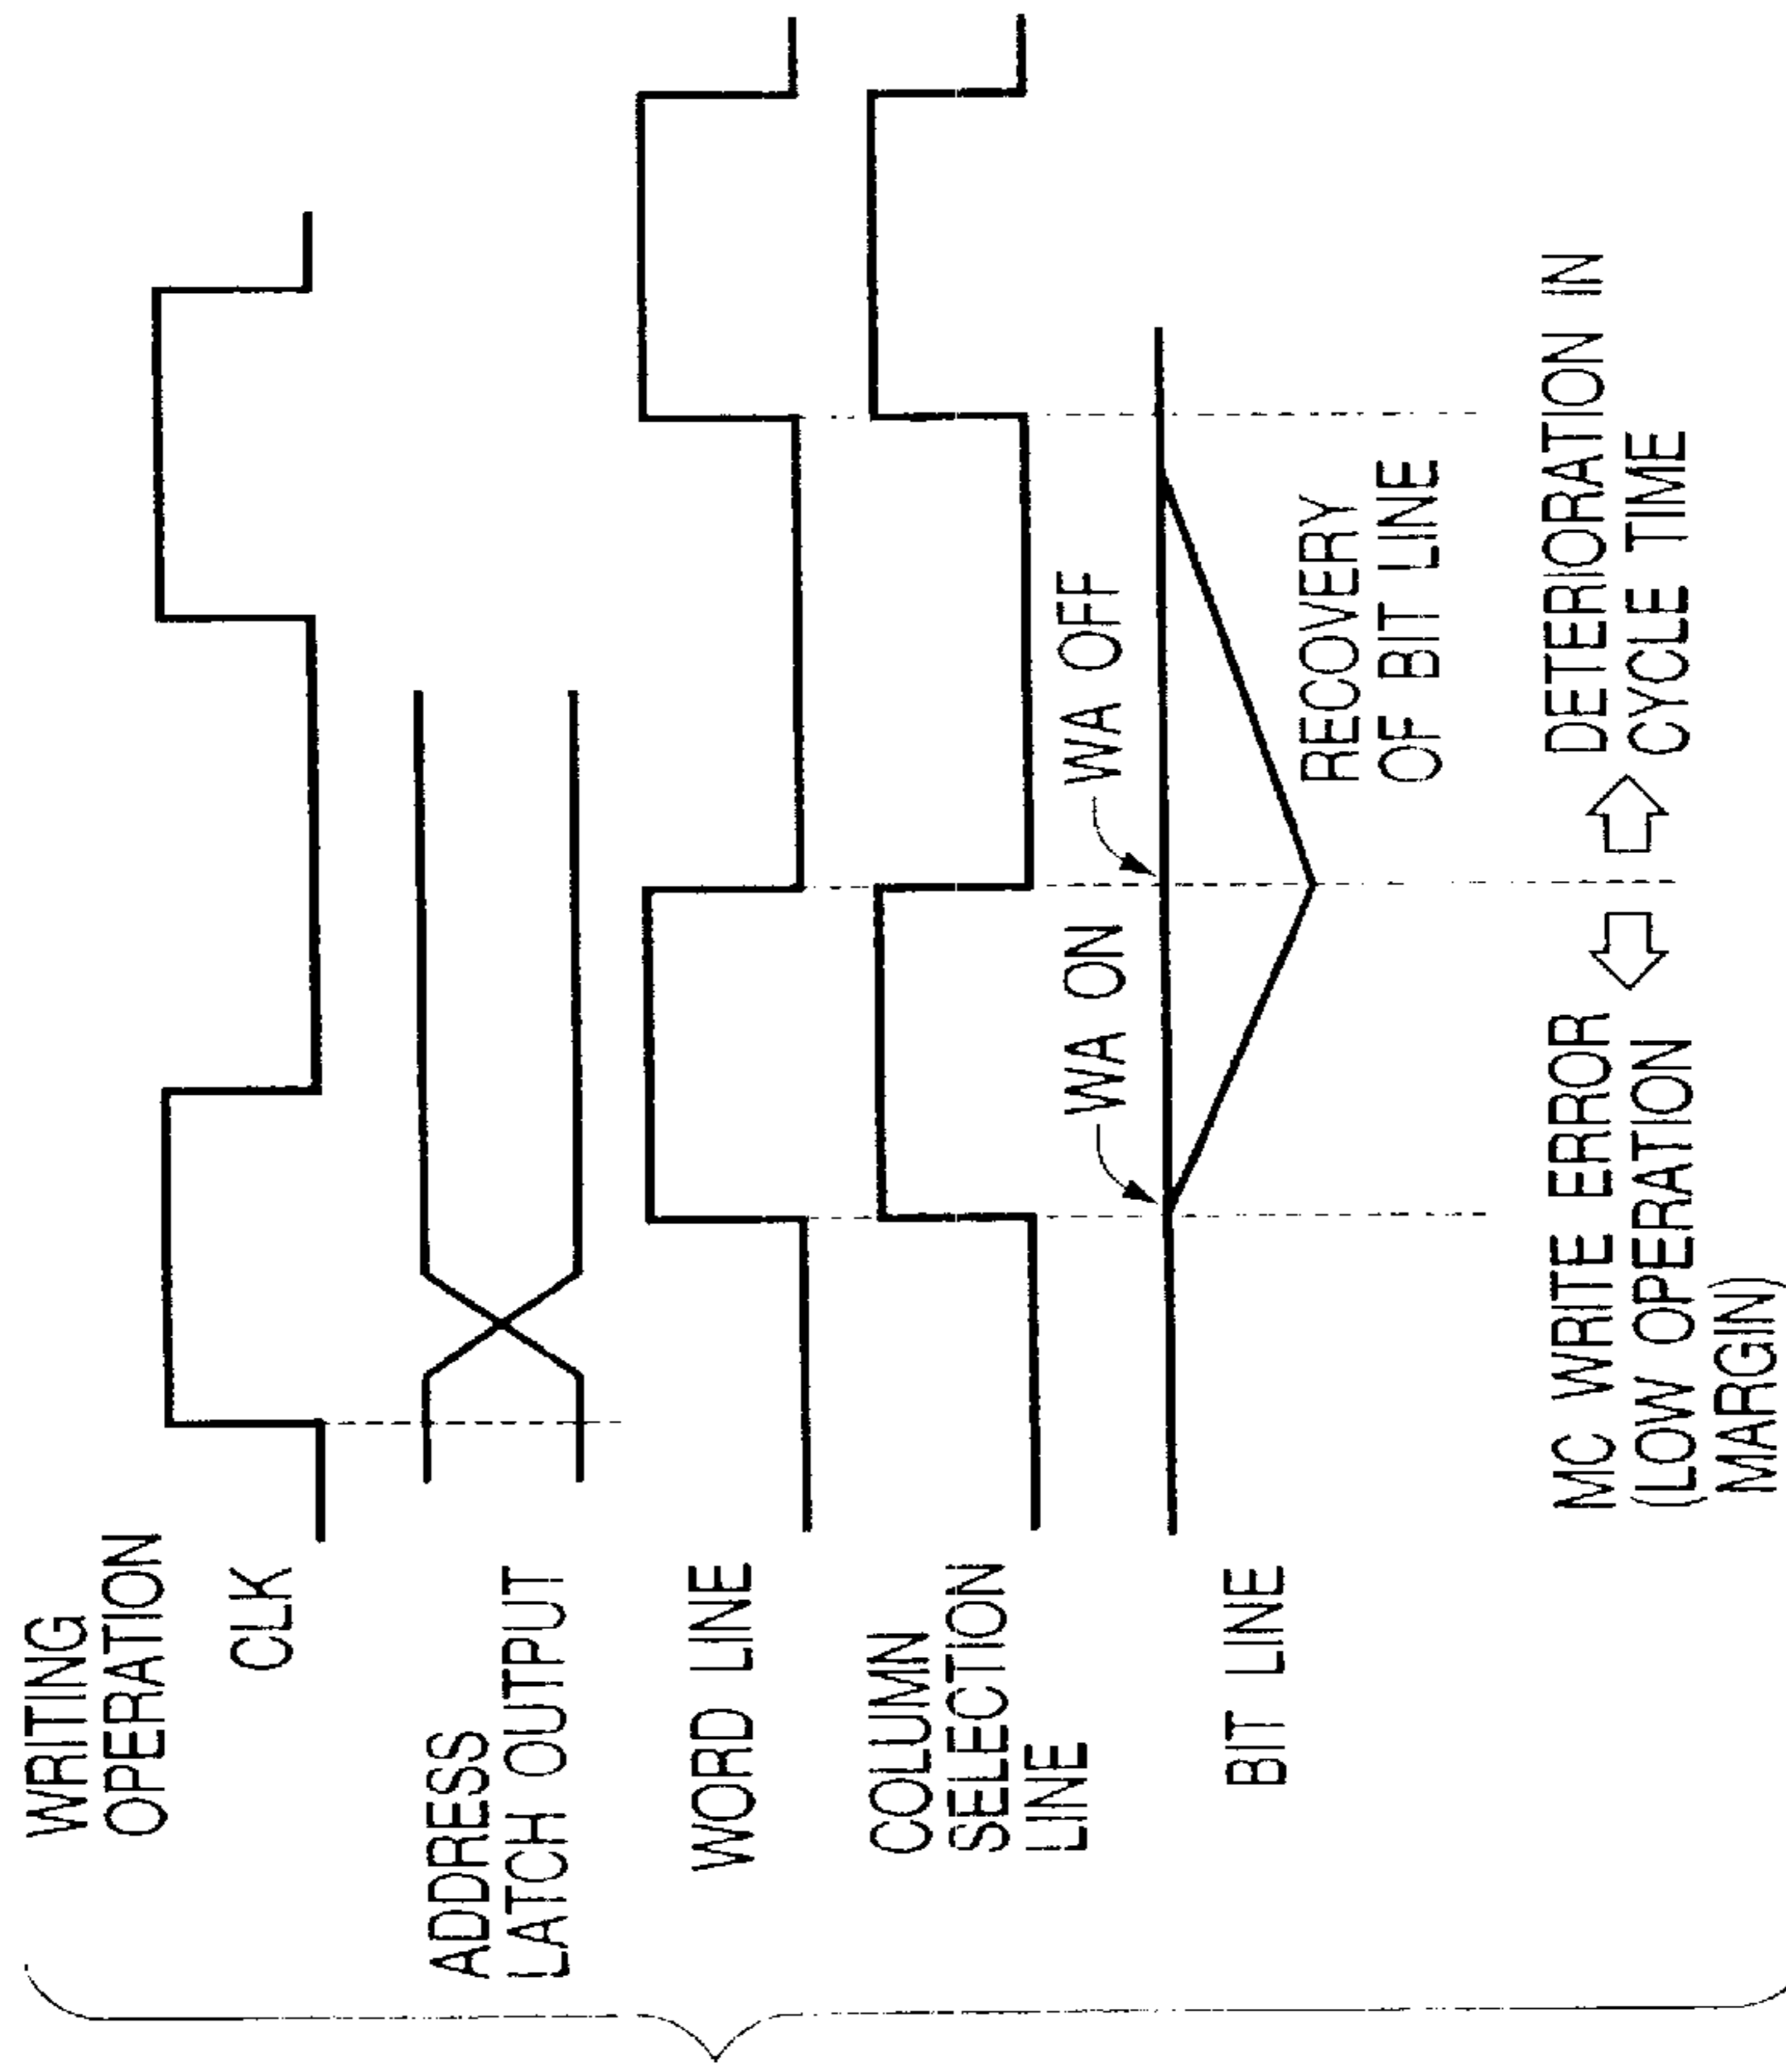 WRITING
OPERATION
CLK
ADDRESS
LATCH OUTPUT
WORD LINE
COLUMN
SELECTION
LINE
WA ON
WA OFF
BIT LINE
RECOVERY
OF BIT LINE
MC WRITE ERROR
(LOW OPERATION
MARGIN)
DETERIORATION IN
CYCLE TIME